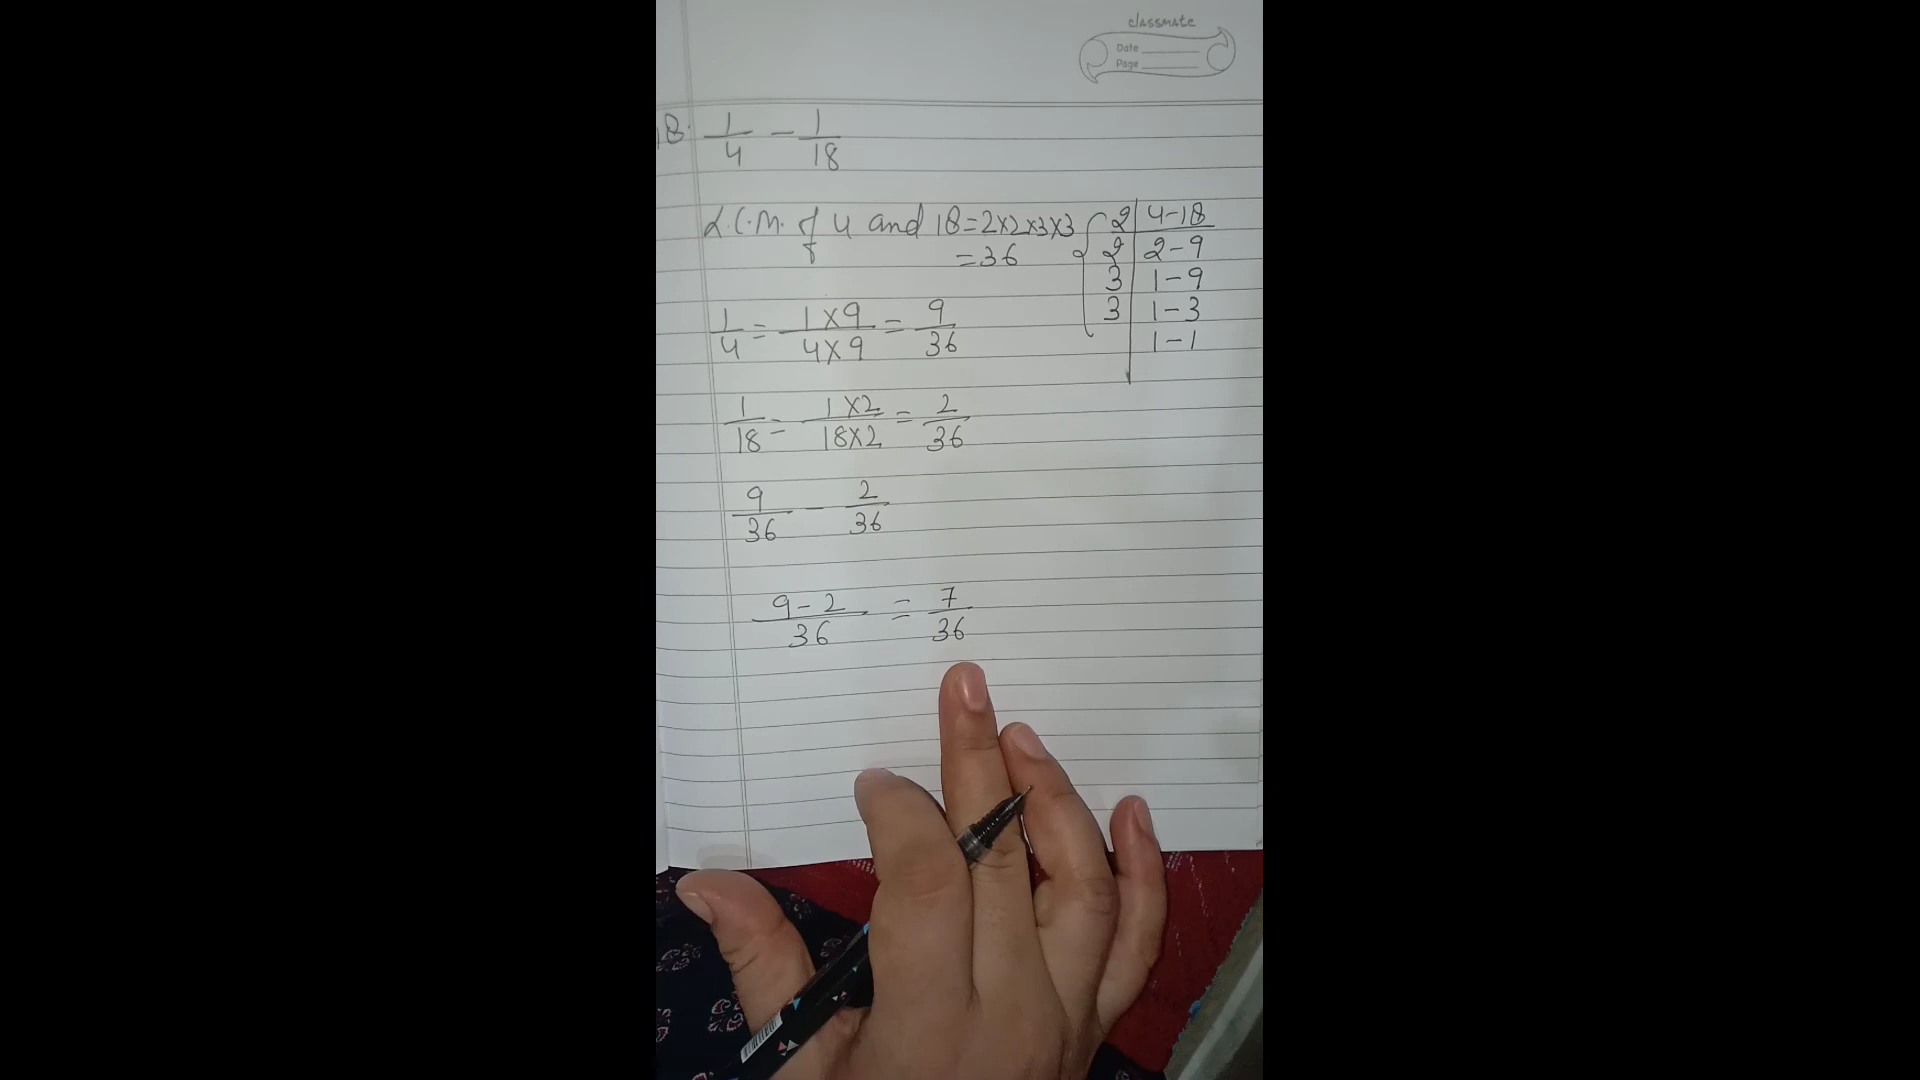 classmate
Date
Page
18. 1/4 - 1/18
L.C.M. of 4 and 18 = 2×2×3×3
= 36
2 | 4-18
2 | 2-9
3 | 1-9
3 | 1-3
1-1
1/4 = 1×9/4×9 = 9/36
1/18 = 1×2/18×2 = 2/36
9/36 - 2/36
9-2/36 = 7/36